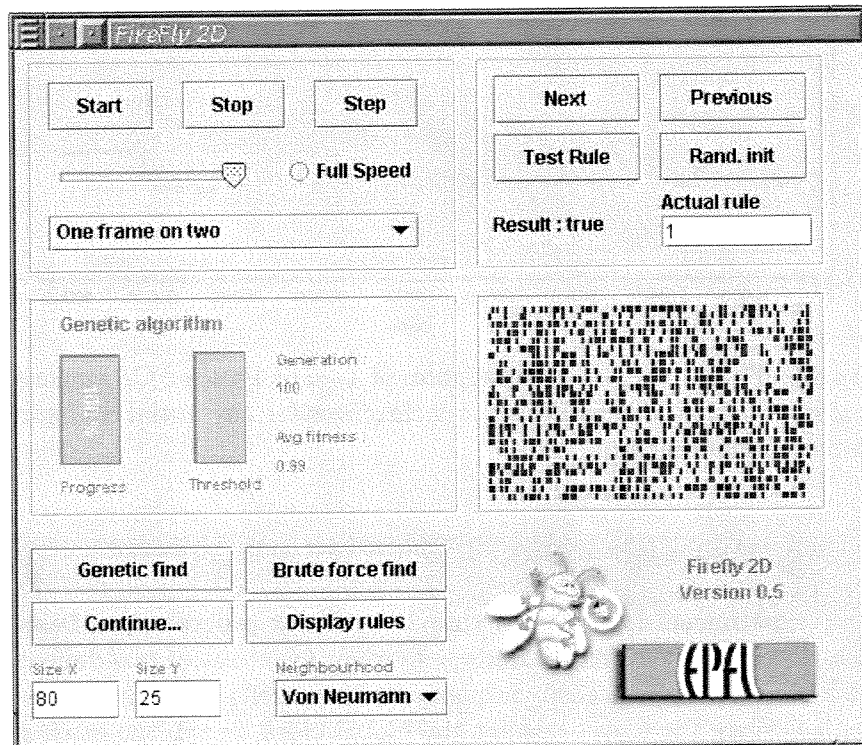 FireFly 2D
Start
Stop
Step
Full Speed
One frame on two
Next
Previous
Test Rule
Rand. init
Result : true
Actual rule
1
Genetic algorithm
Generation
100
Avg fitness
0.99
Progress
Threshold
Genetic find
Brute force find
Continue...
Display rules
Size X
80
Size Y
25
Neighbourhood
Von Neumann
Firefly 2D
Version 0.5
EPFL